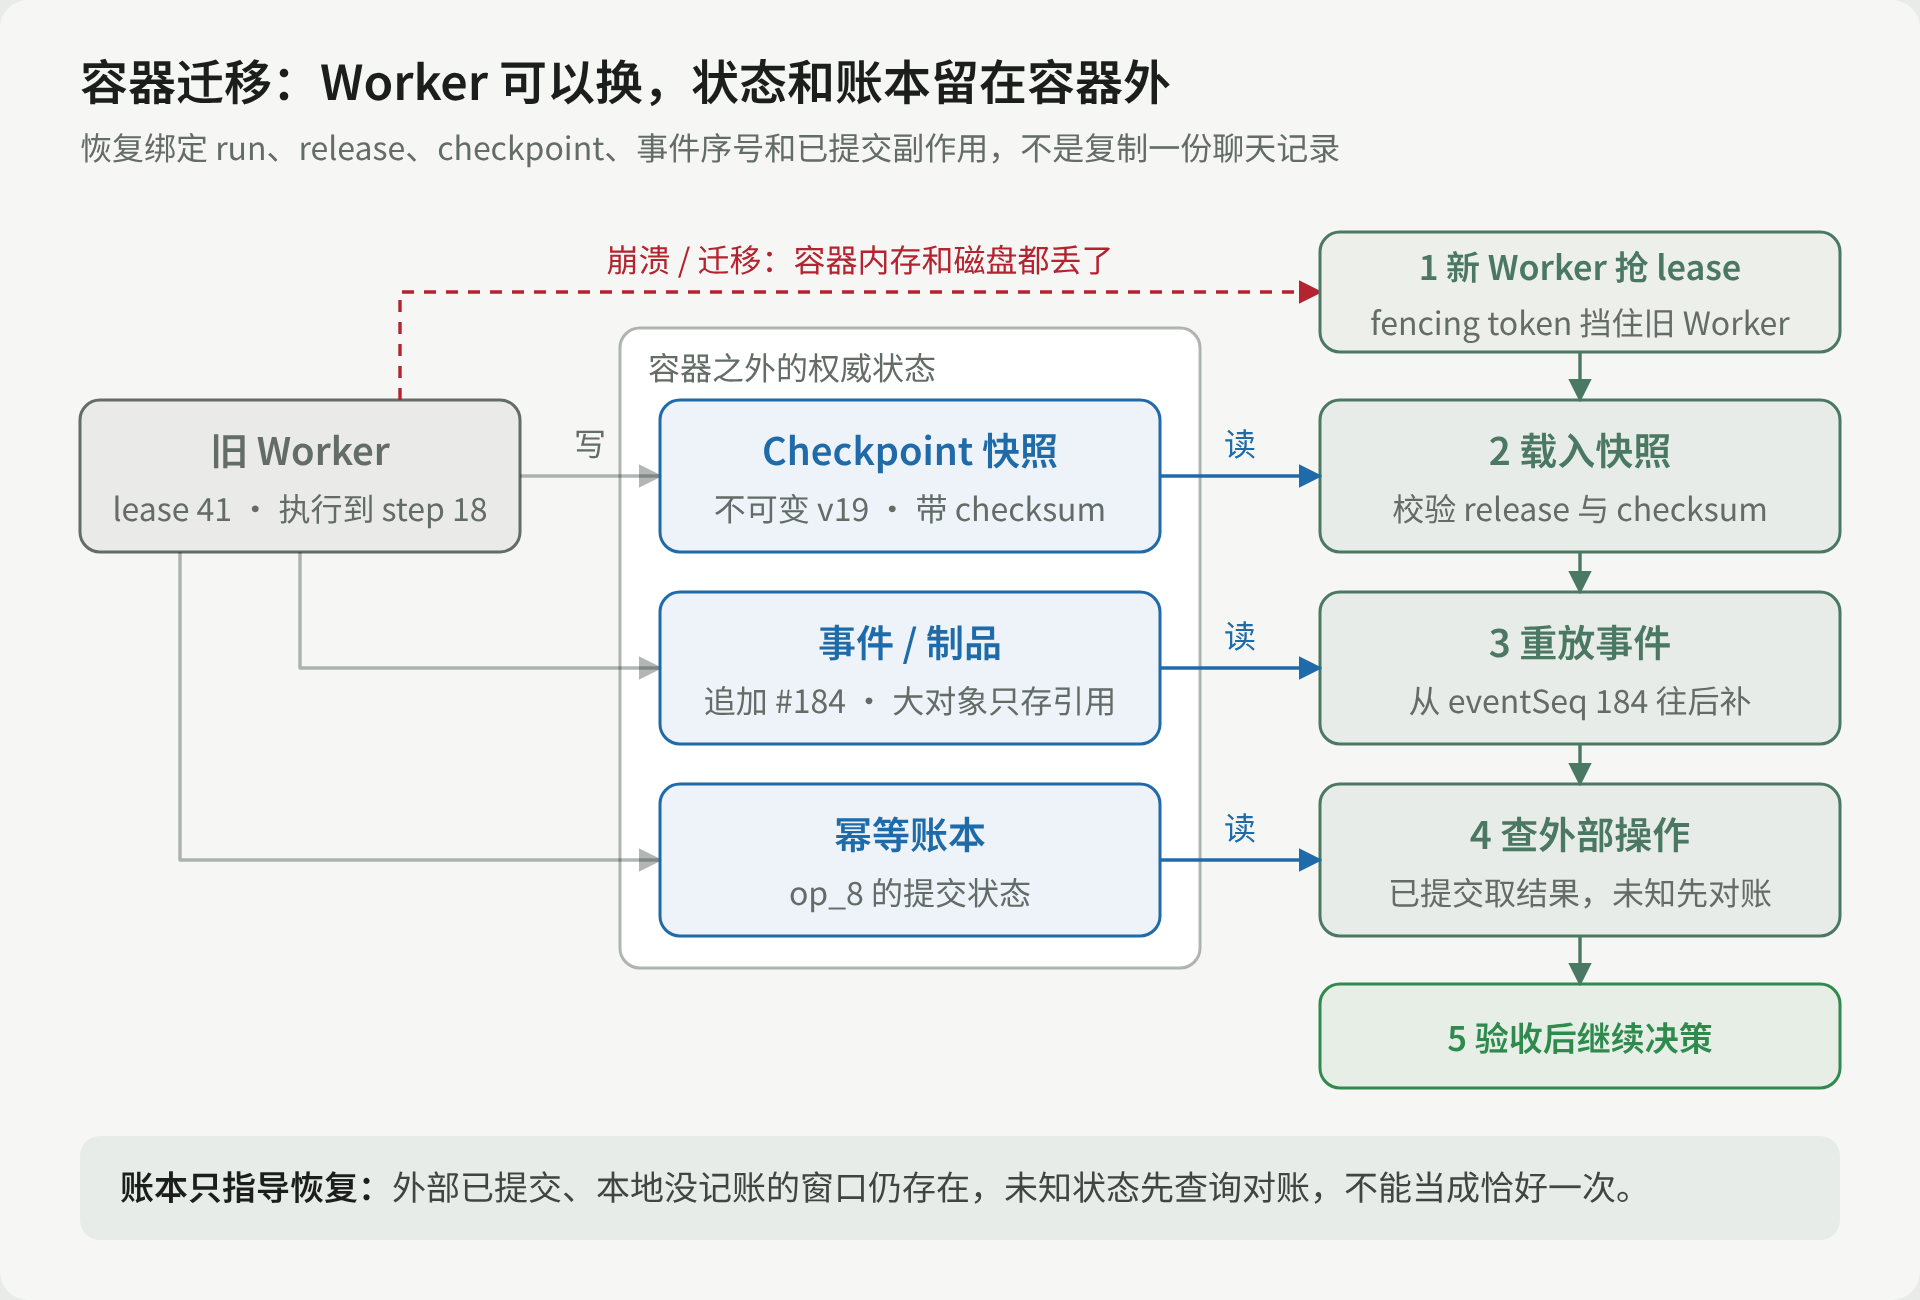 容器迁移：Worker 可以换，状态和账本留在容器外
恢复绑定 run、release、checkpoint、事件序号和已提交副作用，不是复制一份聊天记录
崩溃 / 迁移：容器内存和磁盘都丢了
1 新 Worker 抢 lease
fencing token 挡住旧 Worker
容器之外的权威状态
旧 Worker
lease 41 · 执行到 step 18
写
Checkpoint 快照
不可变 v19 · 带 checksum
读
2 载入快照
校验 release 与 checksum
事件 / 制品
追加 #184 · 大对象只存引用
读
3 重放事件
从 eventSeq 184 往后补
幂等账本
op_8 的提交状态
读
4 查外部操作
已提交取结果，未知先对账
5 验收后继续决策
账本只指导恢复：外部已提交、本地没记账的窗口仍存在，未知状态先查询对账，不能当成恰好一次。